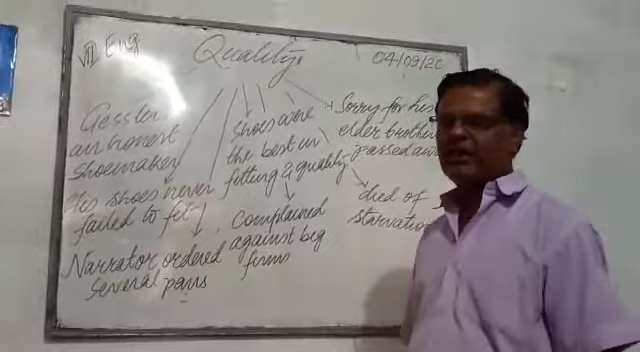 VII Eng
Quality
04/09/20
Gessler
an honest
shoemaker
His shoes never
failed to fit
Narrator ordered
several pairs
Shoes were
the best in
fitting & quality
complained
against big
firms
Sorry for his
elder brother
passed
died of
starvation